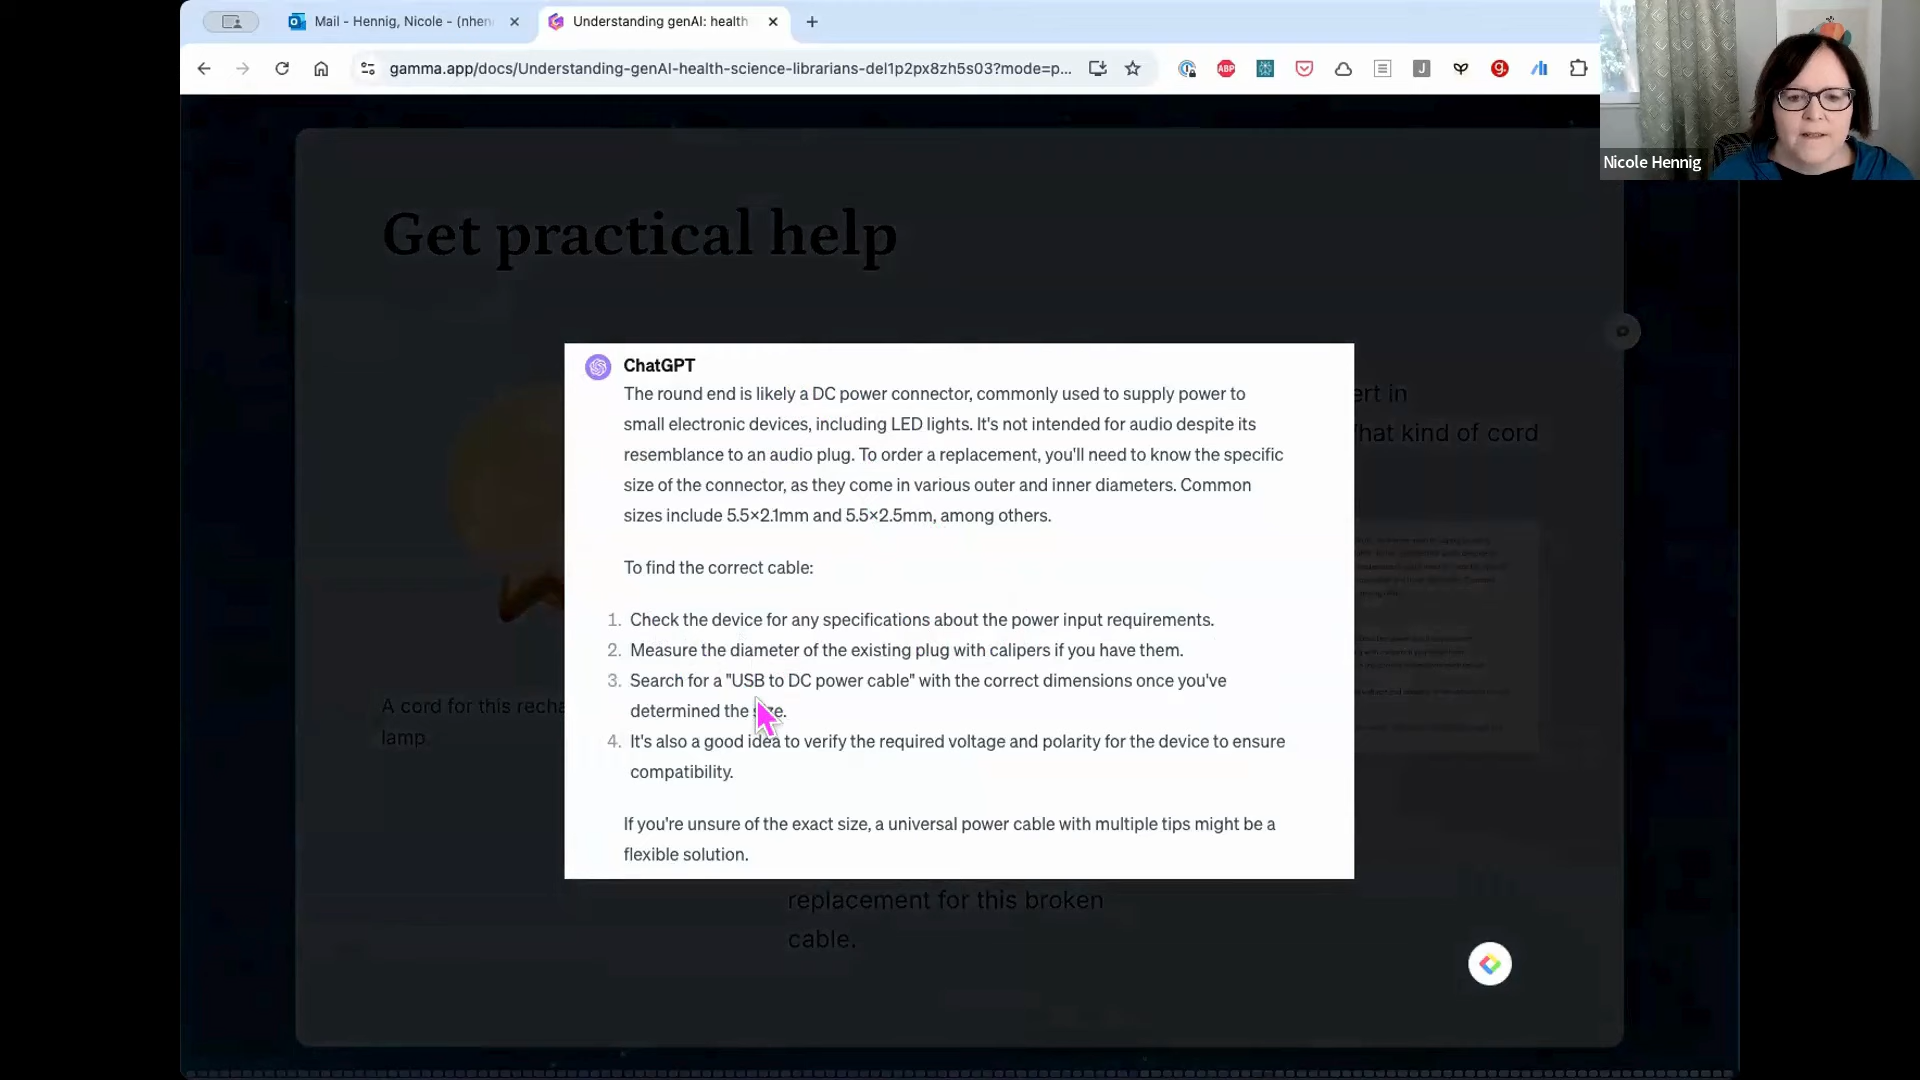 Mail - Hennig, Nicole - (nhen
Understanding genAI: health
gamma.app/docs/Understanding-genAI-health-science-librarians-del1p2px8zh5s03?mode=p...
ABP
J
g.
Nicole Hennig
Get practical help
ert in
hat kind of cord
ChatGPT
The round end is likely a DC power connector, commonly used to supply power to
small electronic devices, including LED lights. It's not intended for audio despite its
resemblance to an audio plug. To order a replacement, you'll need to know the specific
size of the connector, as they come in various outer and inner diameters. Common
sizes include 5.5×2.1mm and 5.5×2.5mm, among others.
To find the correct cable:
1. Check the device for any specifications about the power input requirements.
2. Measure the diameter of the existing plug with calipers if you have them.
3. Search for a "USB to DC power cable" with the correct dimensions once you've
determined the size.
4. It's also a good idea to verify the required voltage and polarity for the device to ensure
compatibility.
If you're unsure of the exact size, a universal power cable with multiple tips might be a
flexible solution.
A cord for this recha
lamp.
replacement for this broken
cable.